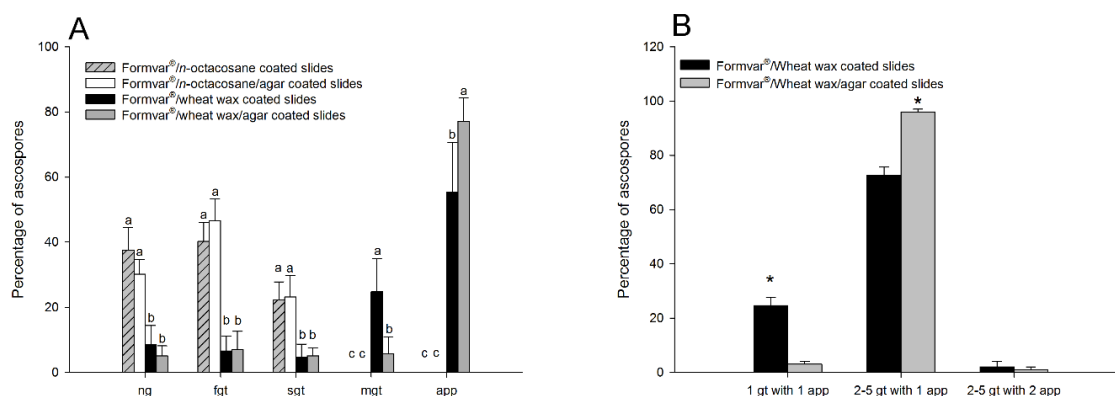 A
Formvar®/n-octacosane coated slides
Formvar®/n-octacosane/agar coated slides
Formvar®/wheat wax coated slides
Formvar®/wheat wax/agar coated slides
Percentage of ascospores
100
80
60
40
20
0
a a b b
a a b b
a a b b
c c a b
c c b a
ng fgt sgt mgt app
B
Formvar®/Wheat wax coated slides
Formvar®/Wheat wax/agar coated slides
Percentage of ascospores
120
100
80
60
40
20
0
*
*
1 gt with 1 app 2-5 gt with 1 app 2-5 gt with 2 app